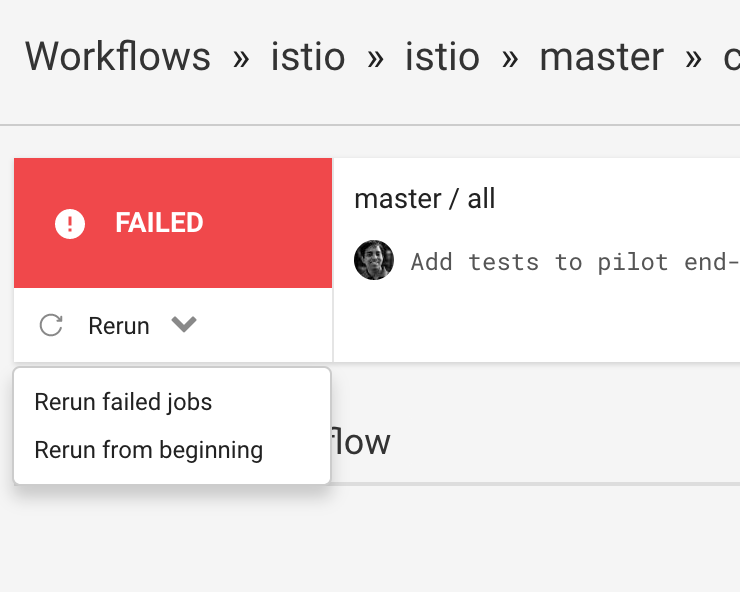 Workflows » istio » istio » master » c
FAILED
master / all
Add tests to pilot end-
Rerun
Rerun failed jobs
Rerun from beginning
flow